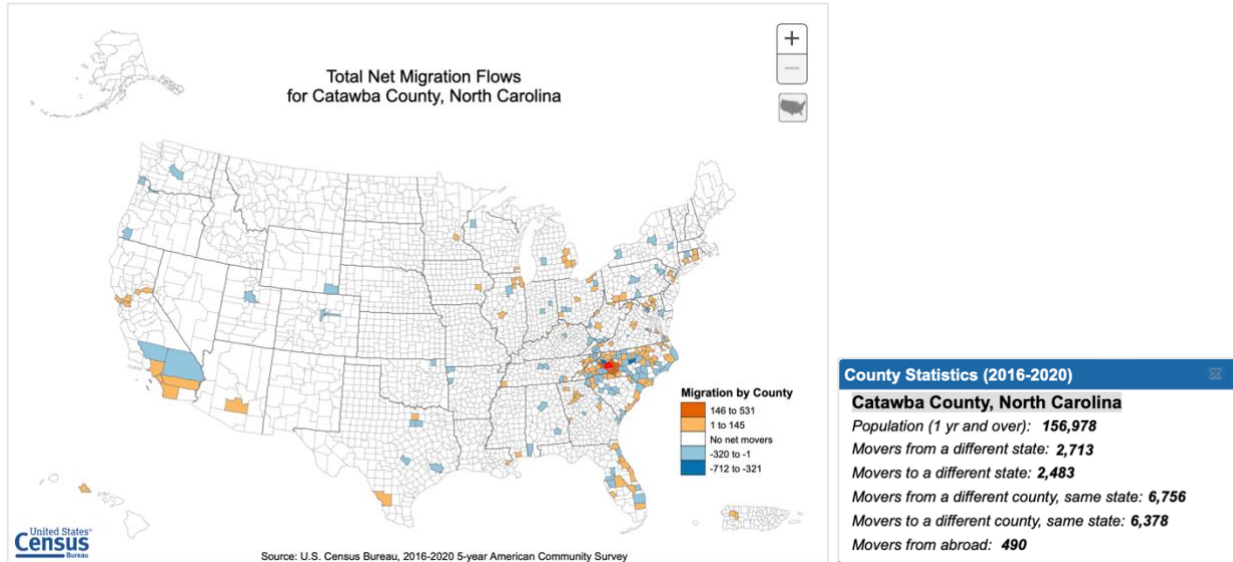 Total Net Migration Flows
for Catawba County, North Carolina
+
−
Migration by County
146 to 531
1 to 145
No net movers
-320 to -1
-712 to -321
United States®
Census
Bureau
Source: U.S. Census Bureau, 2016-2020 5-year American Community Survey
County Statistics (2016-2020)
Catawba County, North Carolina
Population (1 yr and over): 156,978
Movers from a different state: 2,713
Movers to a different state: 2,483
Movers from a different county, same state: 6,756
Movers to a different county, same state: 6,378
Movers from abroad: 490